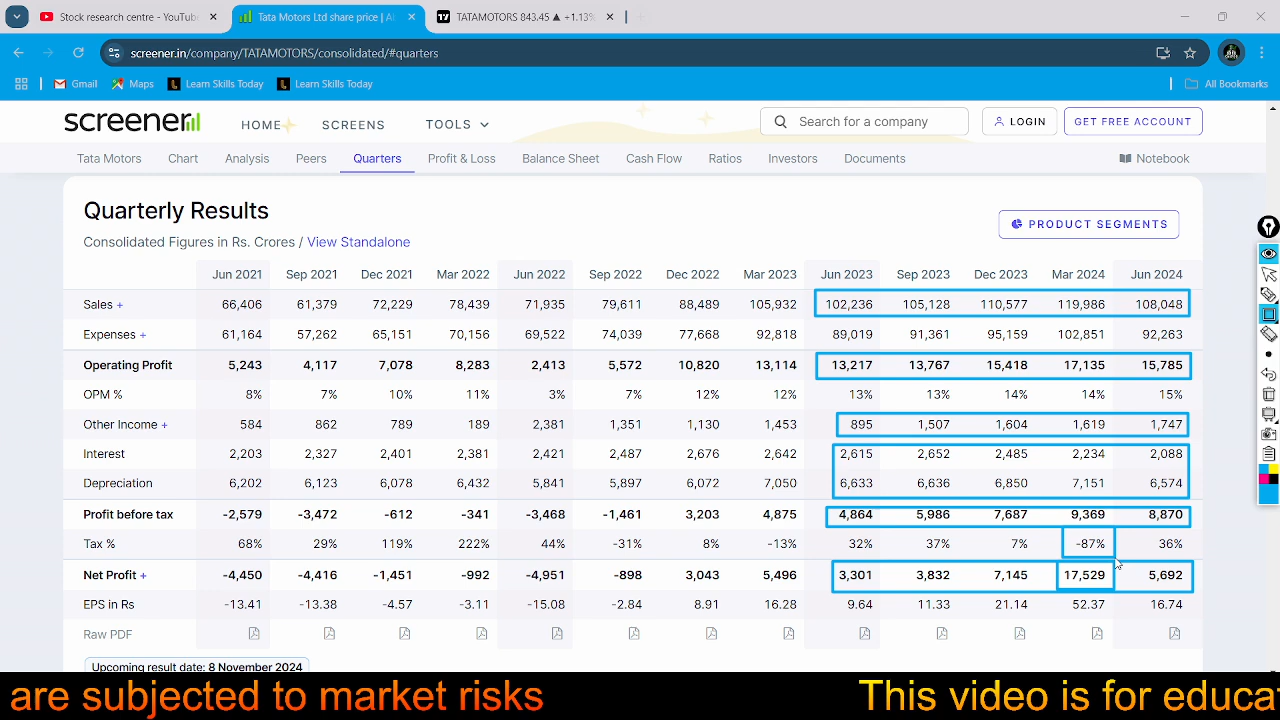 Stock research centre - YouTube
Tata Motors Ltd share price | A
TATAMOTORS 843.45 ▲ +1.13%
screener.in/company/TATAMOTORS/consolidated/#quarters
Gmail Maps Learn Skills Today Learn Skills Today All Bookmarks
screener HOME SCREENS TOOLS Search for a company LOGIN GET FREE ACCOUNT
Tata Motors Chart Analysis Peers Quarters Profit & Loss Balance Sheet Cash Flow Ratios Investors Documents Notebook
Quarterly Results
PRODUCT SEGMENTS
Consolidated Figures in Rs. Crores / View Standalone
Jun 2021 Sep 2021 Dec 2021 Mar 2022 Jun 2022 Sep 2022 Dec 2022 Mar 2023 Jun 2023 Sep 2023 Dec 2023 Mar 2024 Jun 2024
Sales + 66,406 61,379 72,229 78,439 71,935 79,611 88,489 105,932 102,236 105,128 110,577 119,986 108,048
Expenses + 61,164 57,262 65,151 70,156 69,522 74,039 77,668 92,818 89,019 91,361 95,159 102,851 92,263
Operating Profit 5,243 4,117 7,078 8,283 2,413 5,572 10,820 13,114 13,217 13,767 15,418 17,135 15,785
OPM % 8% 7% 10% 11% 3% 7% 12% 12% 13% 13% 14% 14% 15%
Other Income + 584 862 789 189 2,381 1,351 1,130 1,453 895 1,507 1,604 1,619 1,747
Interest 2,203 2,327 2,401 2,381 2,421 2,487 2,676 2,642 2,615 2,652 2,485 2,234 2,088
Depreciation 6,202 6,123 6,078 6,432 5,841 5,897 6,072 7,050 6,633 6,636 6,850 7,151 6,574
Profit before tax -2,579 -3,472 -612 -341 -3,468 -1,461 3,203 4,875 4,864 5,986 7,687 9,369 8,870
Tax % 68% 29% 119% 222% 44% -31% 8% -13% 32% 37% 7% -87% 36%
Net Profit + -4,450 -4,416 -1,451 -992 -4,951 -898 3,043 5,496 3,301 3,832 7,145 17,529 5,692
EPS in Rs -13.41 -13.38 -4.57 -3.11 -15.08 -2.84 8.91 16.28 9.64 11.33 21.14 52.37 16.74
Raw PDF
Upcoming result date: 8 November 2024
are subjected to market risks This video is for educa